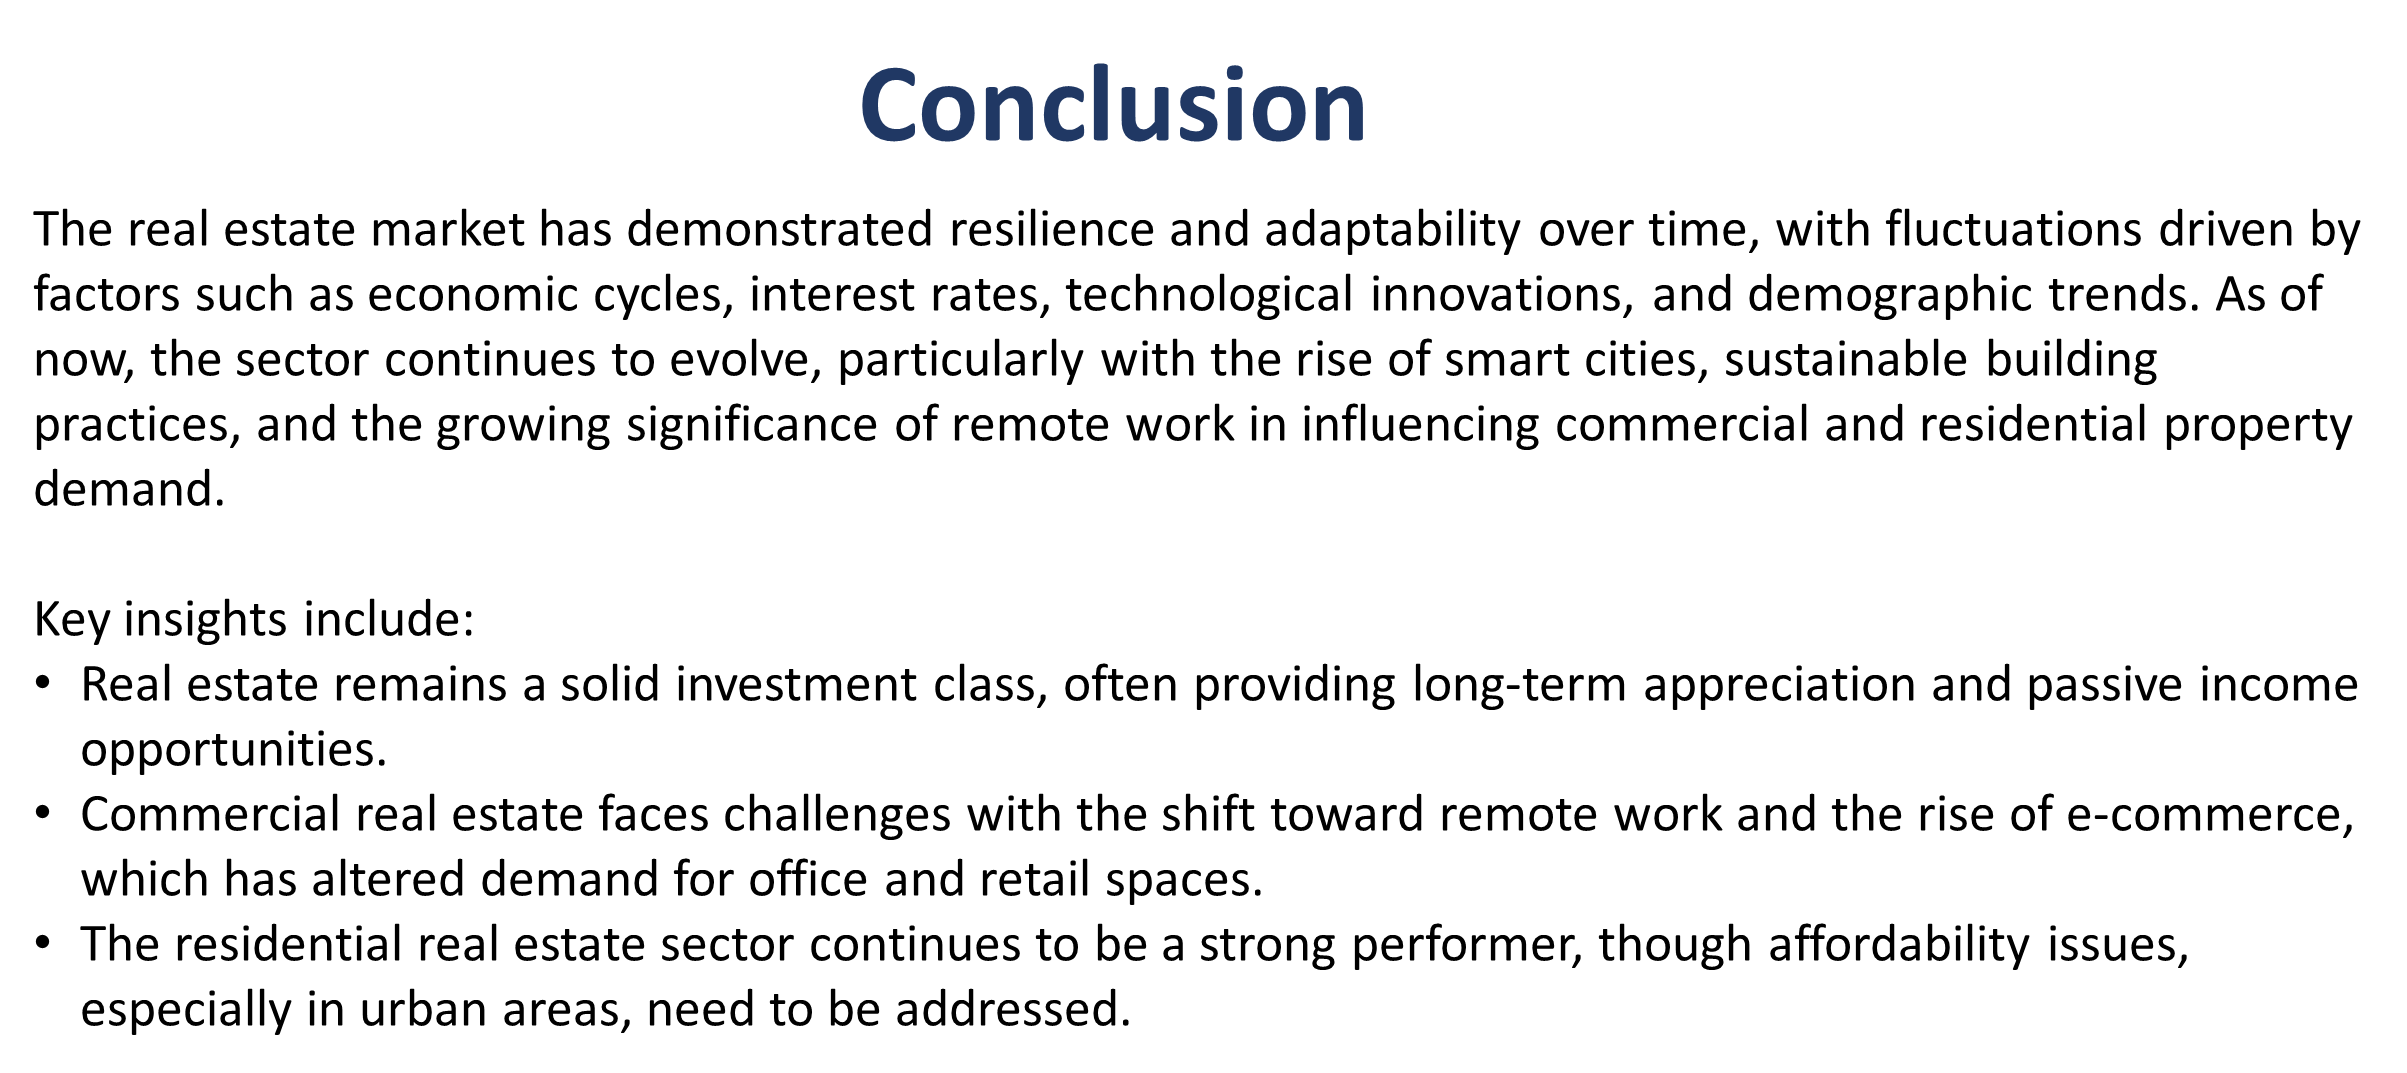 Conclusion
The real estate market has demonstrated resilience and adaptability over time, with fluctuations driven by
factors such as economic cycles, interest rates, technological innovations, and demographic trends. As of
now, the sector continues to evolve, particularly with the rise of smart cities, sustainable building
practices, and the growing significance of remote work in influencing commercial and residential property
demand.
Key insights include:
• Real estate remains a solid investment class, often providing long-term appreciation and passive income
opportunities.
• Commercial real estate faces challenges with the shift toward remote work and the rise of e-commerce,
which has altered demand for office and retail spaces.
• The residential real estate sector continues to be a strong performer, though affordability issues,
especially in urban areas, need to be addressed.